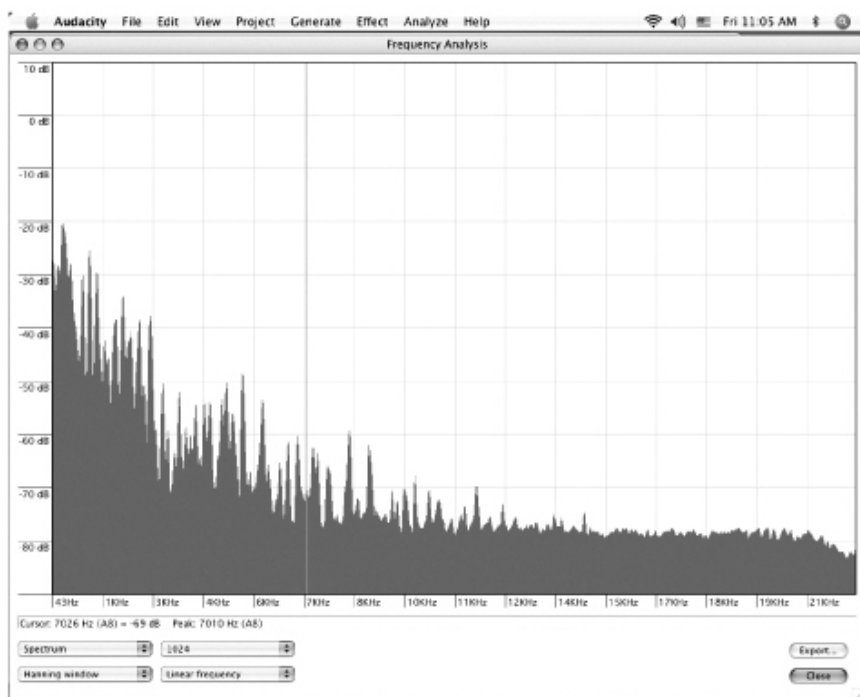 Audacity File Edit View Project Generate Effect Analyze Help Fri 11:05 AM
Frequency Analysis
10 dB
0 dB
-10 dB
-20 dB
-30 dB
-40 dB
-50 dB
-60 dB
-70 dB
-80 dB
43Hz 1KHz 3KHz 4KHz 6KHz 7KHz 8KHz 10KHz 11KHz 12KHz 14KHz 15KHz 17KHz 18KHz 19KHz 21KHz
Cursor: 7026 Hz (A8) = -69 dB Peak: 7010 Hz (A8)
Spectrum 1024 Export...
Hanning window Linear frequency Close